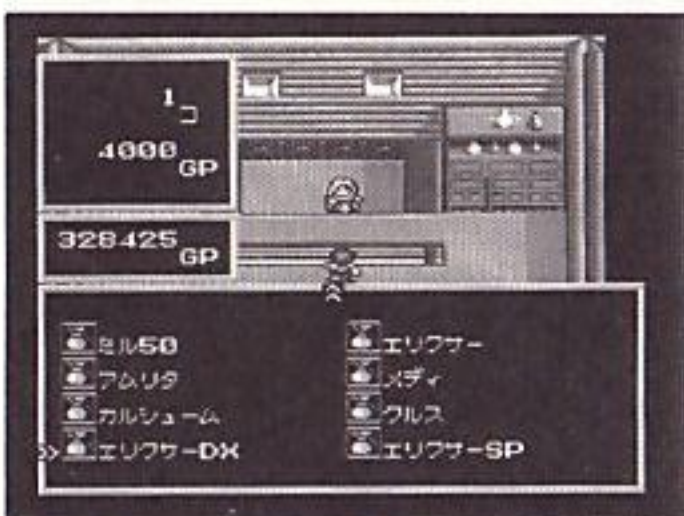 1コ
4000GP
328425GP
ミル50 エリクサー
アムリタ メディ
カルシューム クルス
エリクサーDX エリクサーSP